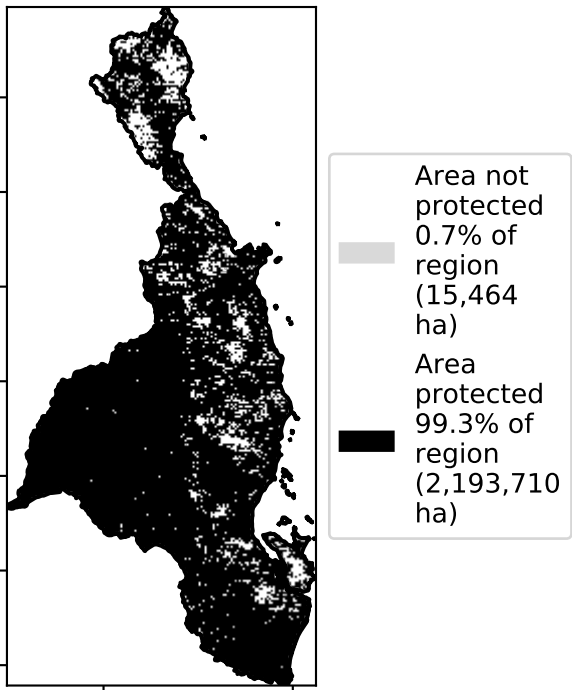 Area not
protected
0.7% of
region
(15,464
ha)
Area
protected
99.3% of
region
(2,193,710
ha)